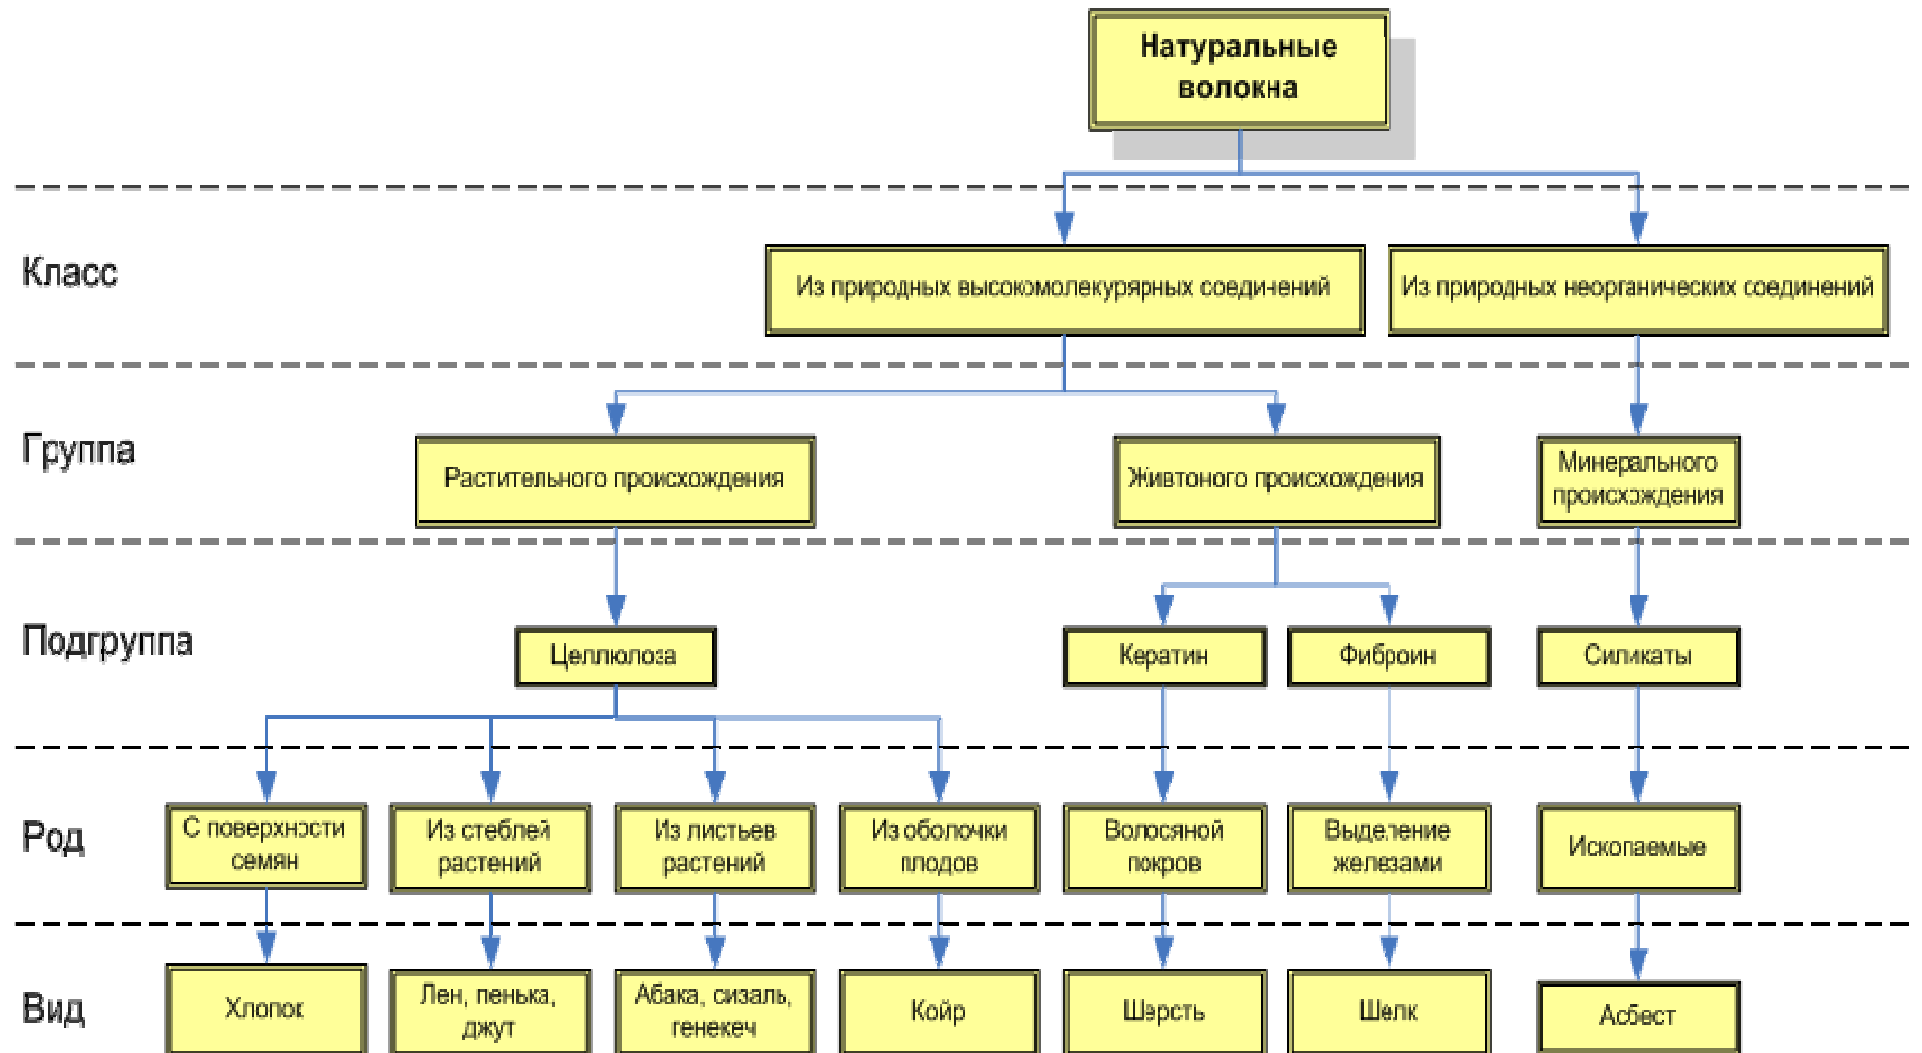 Натуральные
волокна
Класс
Из природных высокомолекурярных соединений
Из природных неорганических соединений
Группа
Растительного происхождения
Живтоного происхождения
Минерального
происхождения
Подгруппа
Целлюлоза
Кератин
Фиброин
Силикаты
Род
С поверхности
семян
Из стеблей
растений
Из листьев
растений
Из оболочки
плодов
Волосяной
покров
Выделение
железами
Ископаемые
Вид
Хлопок
Лен, пенька,
джут
Абака, сизаль,
генекеч
Койр
Шерсть
Шелк
Асбест